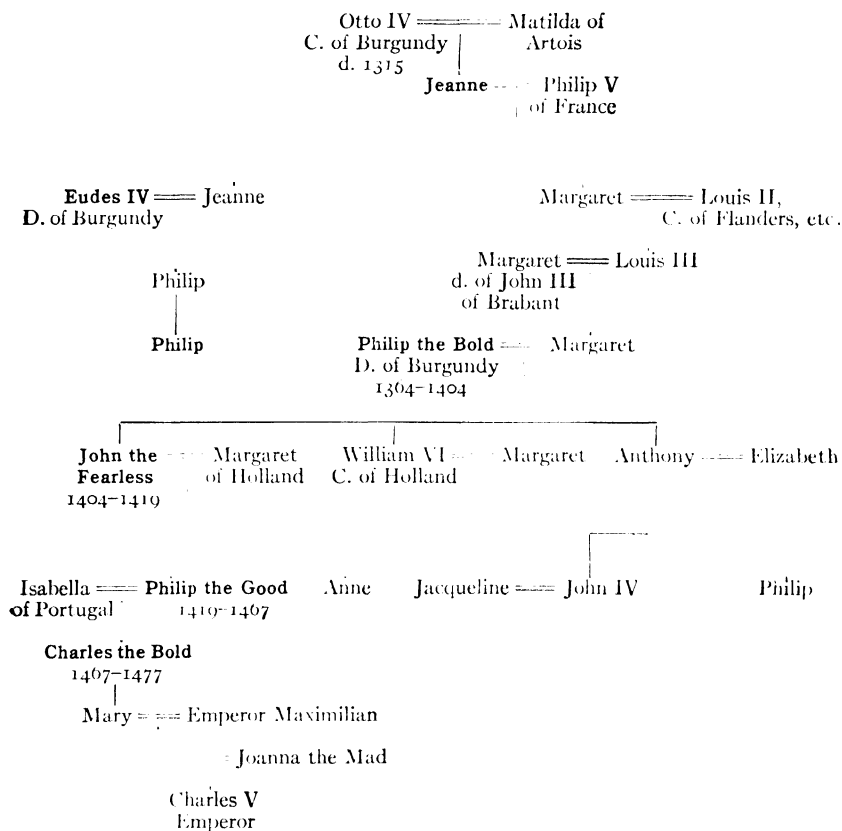 Otto IV Matilda of
C. of Burgundy Artois
d. 1315
Jeanne Philip V
of France
Eudes IV Jeanne Margaret Louis II,
D. of Burgundy C. of Flanders, etc.
Margaret Louis III
Philip d. of John III
of Brabant
Philip Philip the Bold Margaret
D. of Burgundy
1364–1404
John the Margaret William VI Margaret Anthony Elizabeth
Fearless of Holland C. of Holland
1404–1419
Isabella Philip the Good Anne Jacqueline John IV Philip
of Portugal 1419–1467
Charles the Bold
1467–1477
Mary Emperor Maximilian
Joanna the Mad
Charles V
Emperor